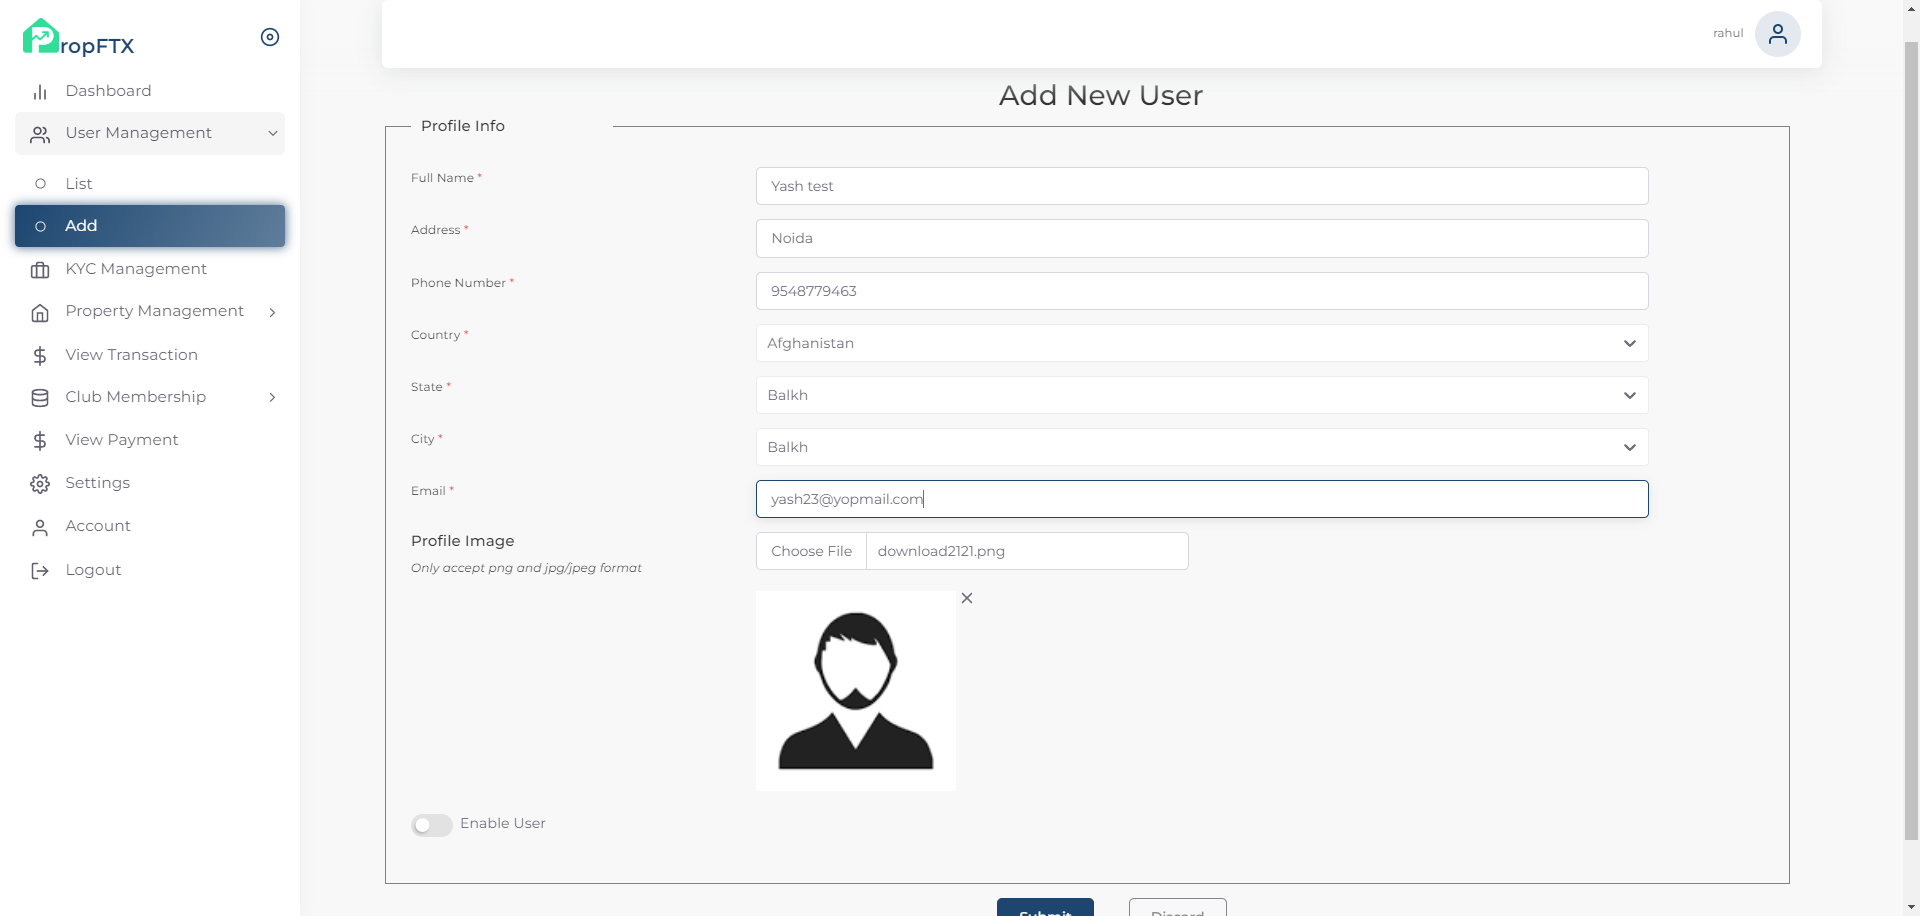 ropFTX
rahul
Dashboard
User Management
List
Add
KYC Management
Property Management
View Transaction
Club Membership
View Payment
Settings
Account
Logout
Add New User
Profile Info
Full Name *
Yash test
Address *
Noida
Phone Number *
9548779463
Country *
Afghanistan
State *
Balkh
City *
Balkh
Email *
yash23@yopmail.com
Profile Image
Only accept png and jpg/jpeg format
Choose File
download2121.png
Enable User
Submit
Discard